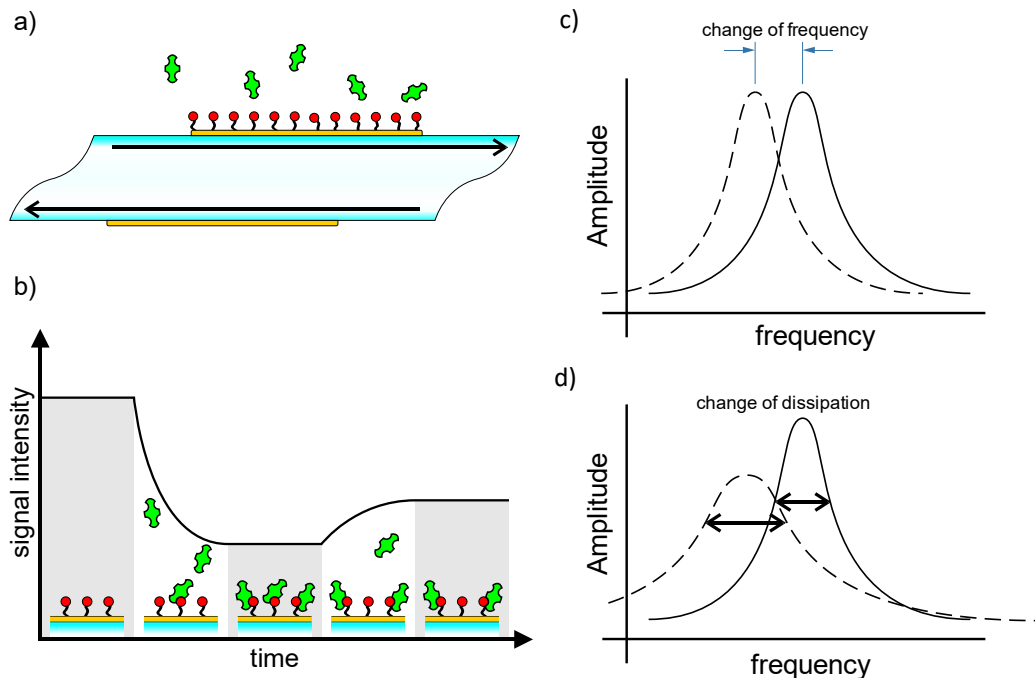 a)
b)
signal intensity
time
c)
change of frequency
Amplitude
frequency
d)
change of dissipation
Amplitude
frequency